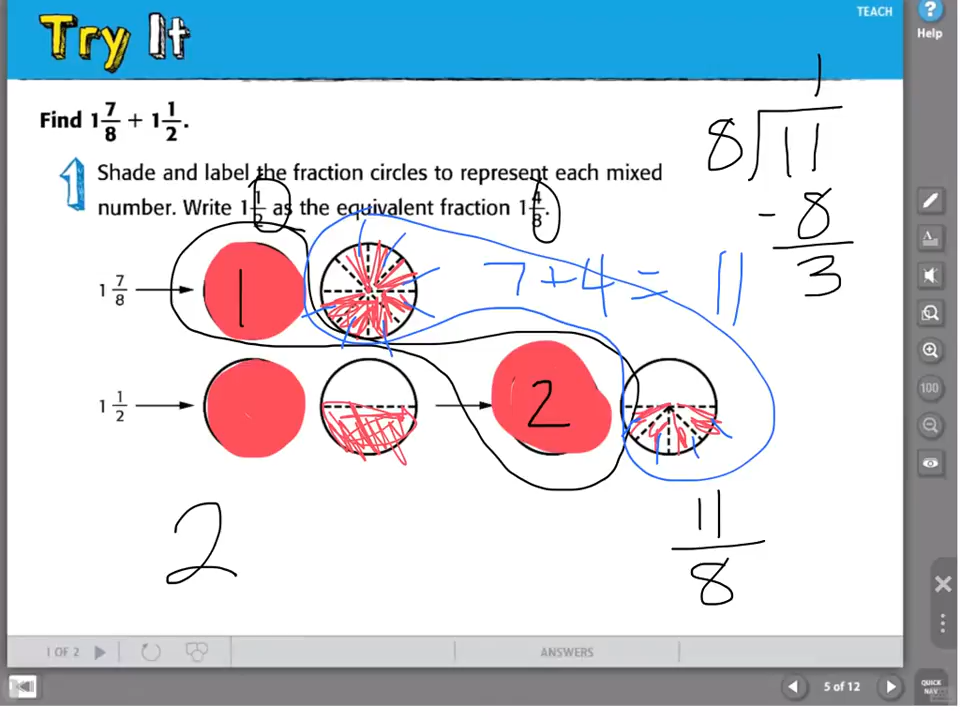 TEACH
?
Help
Try It
Find 1 7/8 + 1 1/2.
1 Shade and label the fraction circles to represent each mixed
number. Write 1 1/2 as the equivalent fraction 1 4/8.
1 7/8
1
7 + 4 = 11
1 1/2
2
2
11/8
1
8 11
- 8
3
100
1 OF 2
ANSWERS
5 of 12
QUICK
NAV